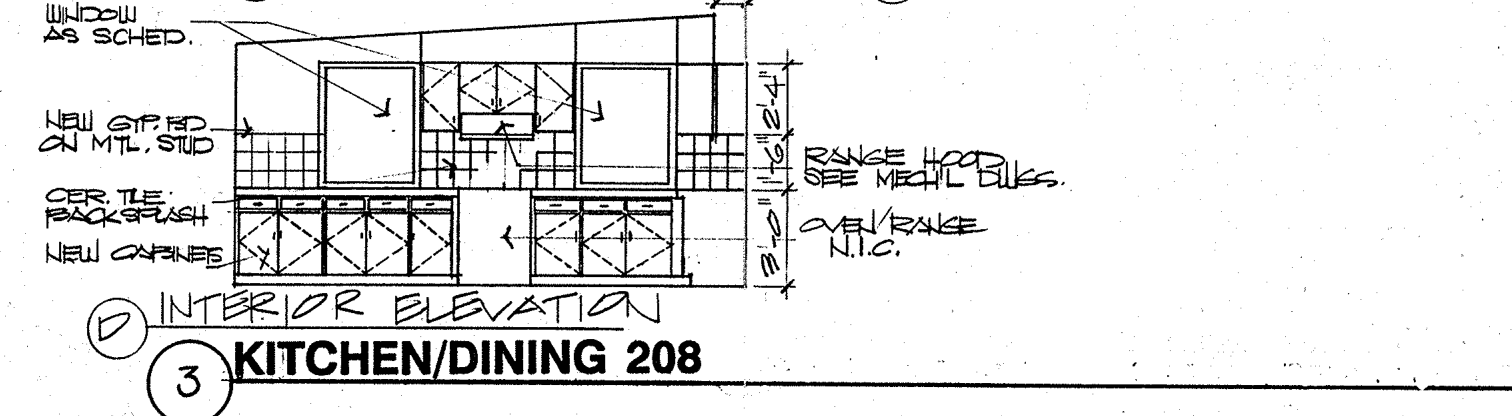 WINDOW
AS SCHED.
NEW GYP. BD.
ON MTL. STUD
CER. TILE
BACKSPLASH
NEW CABINETS
2'-4"
1'-6"
3'-0"
RANGE HOOD
SEE MECH'L DWGS.
OVEN/RANGE
N.I.C.
D INTERIOR ELEVATION
3 KITCHEN/DINING 208